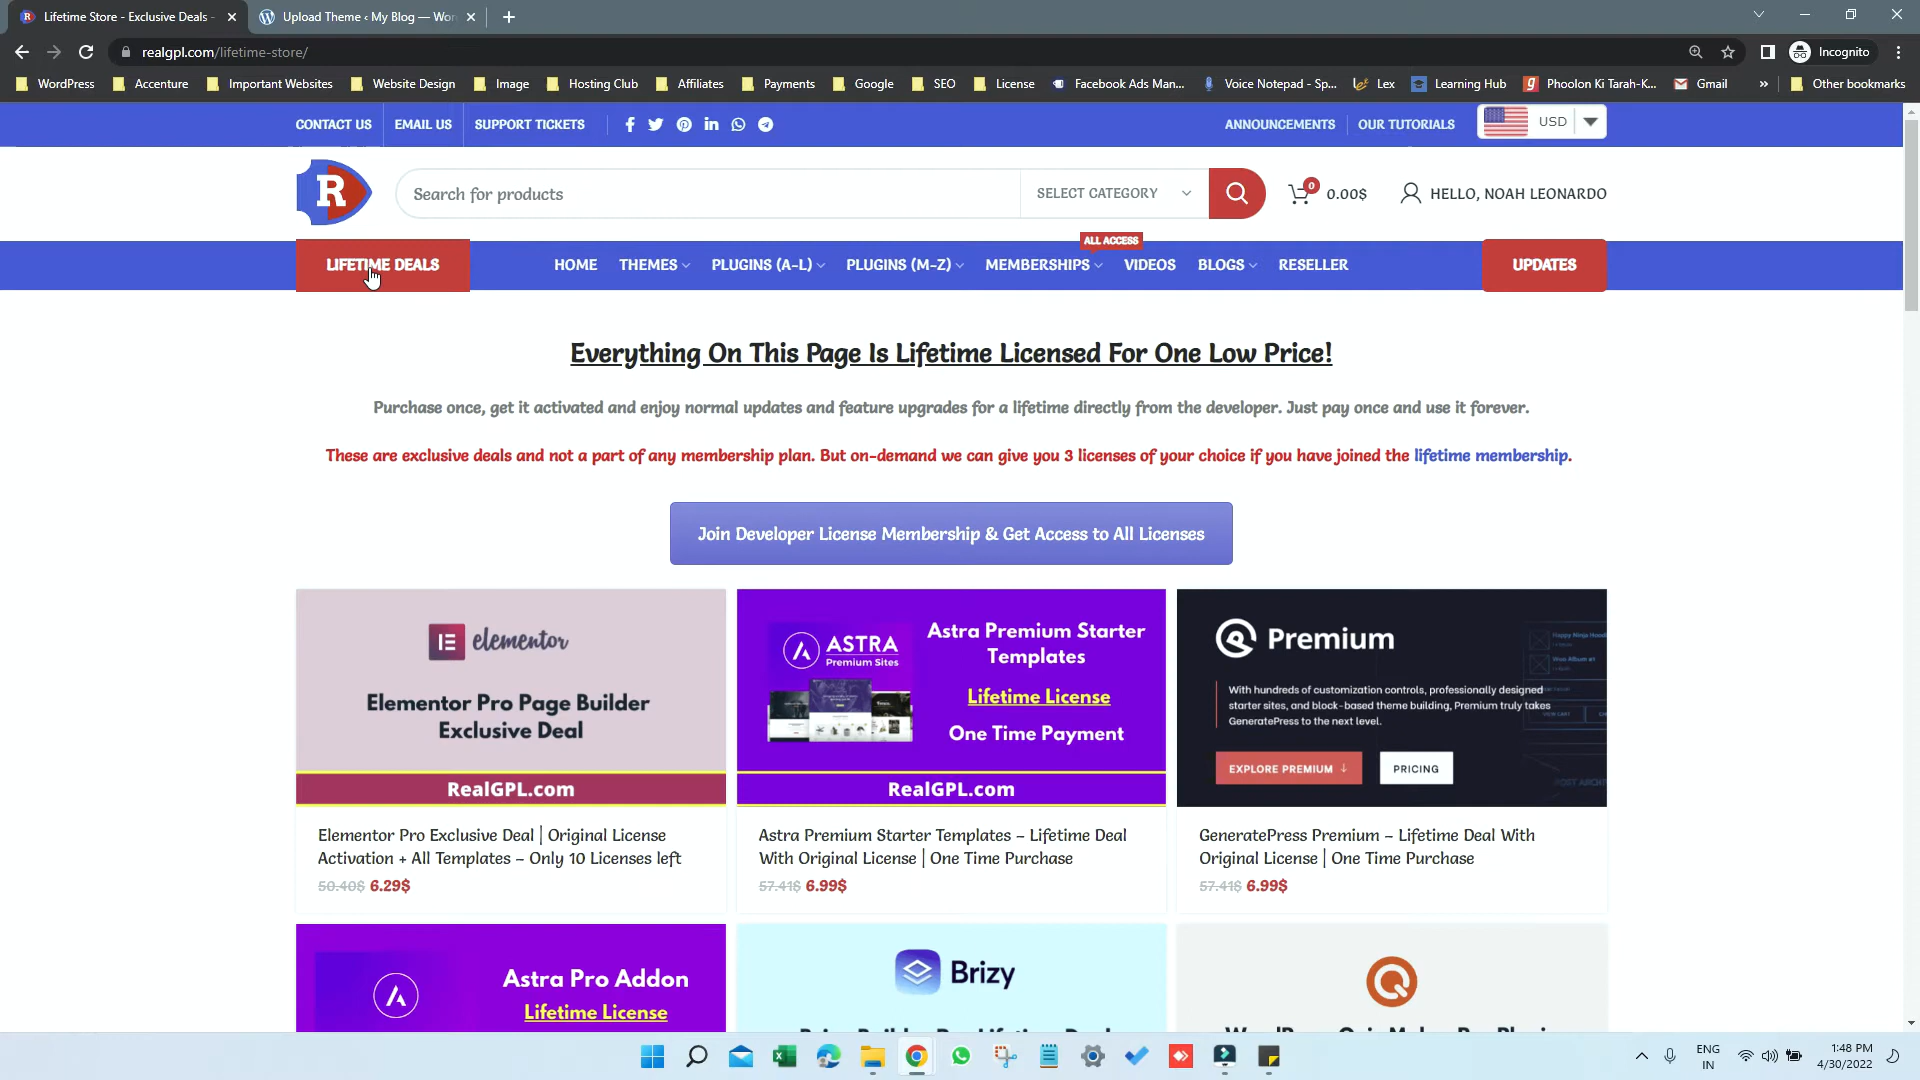 Lifetime Store - Exclusive Deals -
Upload Theme ‹ My Blog — Wor
realgpl.com/lifetime-store/
Incognito
WordPress
Accenture
Important Websites
Website Design
Image
Hosting Club
Affiliates
Payments
Google
SEO
License
Facebook Ads Man...
Voice Notepad - Sp...
Lex
Learning Hub
Phoolon Ki Tarah-K...
Gmail
»
Other bookmarks
CONTACT US
EMAIL US
SUPPORT TICKETS
ANNOUNCEMENTS
OUR TUTORIALS
USD
R
Search for products
SELECT CATEGORY
0
0.00$
HELLO, NOAH LEONARDO
ALL ACCESS
LIFETIME DEALS
HOME
THEMES
PLUGINS (A-L)
PLUGINS (M-Z)
MEMBERSHIPS
VIDEOS
BLOGS
RESELLER
UPDATES
Everything On This Page Is Lifetime Licensed For One Low Price!
Purchase once, get it activated and enjoy normal updates and feature upgrades for a lifetime directly from the developer. Just pay once and use it forever.
These are exclusive deals and not a part of any membership plan. But on-demand we can give you 3 licenses of your choice if you have joined the lifetime membership.
Join Developer License Membership & Get Access to All Licenses
elementor
Elementor Pro Page Builder
Exclusive Deal
RealGPL.com
Elementor Pro Exclusive Deal | Original License
Activation + All Templates – Only 10 Licenses left
50.40$ 6.29$
ASTRA
Premium Sites
Astra Premium Starter
Templates
Lifetime License
One Time Payment
RealGPL.com
Astra Premium Starter Templates – Lifetime Deal
With Original License | One Time Purchase
57.41$ 6.99$
Premium
With hundreds of customization controls, professionally designed
starter sites, and block-based theme building, Premium truly takes
GeneratePress to the next level.
EXPLORE PREMIUM ↓
PRICING
GeneratePress Premium – Lifetime Deal With
Original License | One Time Purchase
57.41$ 6.99$
Astra Pro Addon
Lifetime License
Brizy
ENG
IN
1:48 PM
4/30/2022